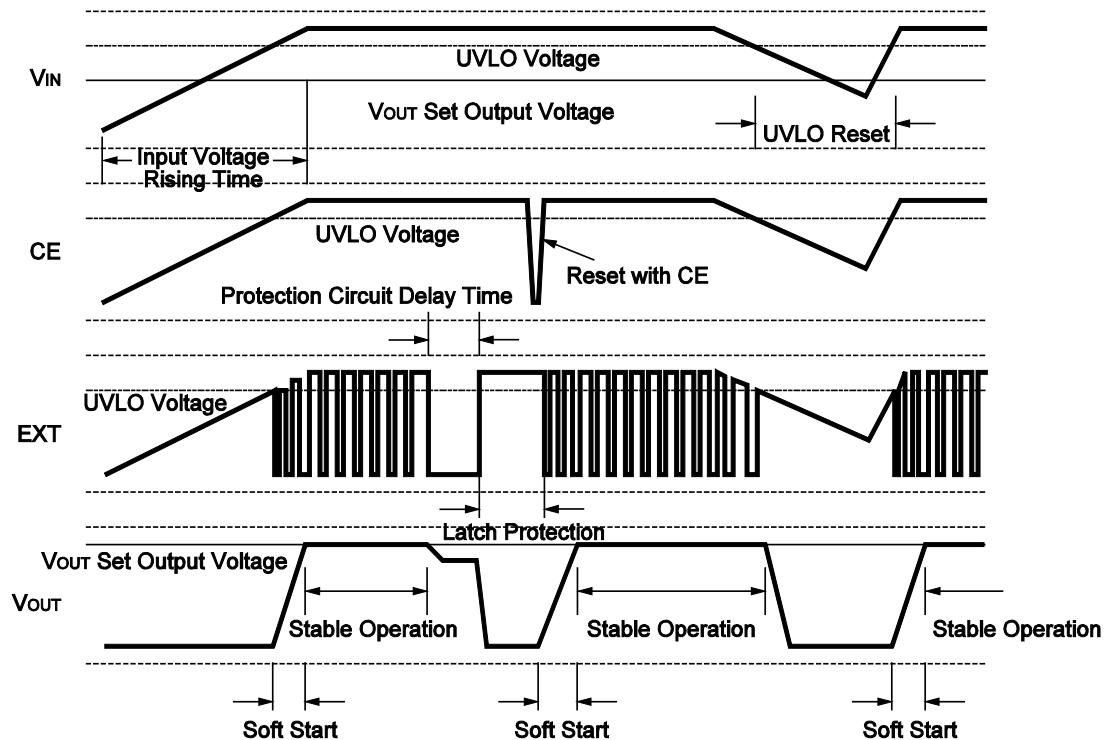 UVLO Voltage
VIN
VOUT Set Output Voltage
UVLO Reset
Input Voltage
Rising Time
UVLO Voltage
CE
Reset with CE
Protection Circuit Delay Time
UVLO Voltage
EXT
Latch Protection
VOUT Set Output Voltage
VOUT
Stable Operation
Stable Operation
Stable Operation
Soft Start
Soft Start
Soft Start